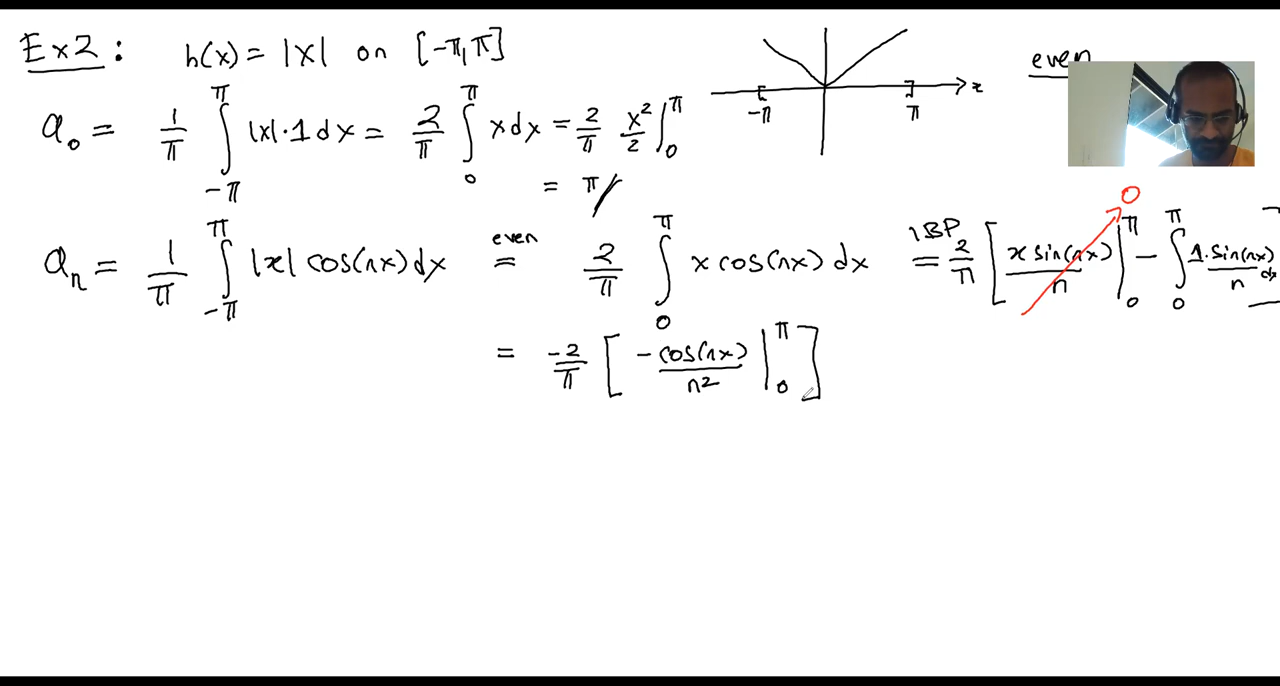 Ex2 : h(x) = |x| on [-π, π] even
a₀ = 1/π ∫_{-π}^{π} |x|·1 dx = 2/π ∫_0^π x dx = 2/π x²/2 |_0^π
-π π x
= π
aₙ = 1/π ∫_{-π}^{π} |x| cos(nx) dx even = 2/π ∫_0^π x cos(nx) dx IBP = 2/π [ x sin(nx)/n |_0^π - ∫_0^π 1·sin(nx)/n dx ] 0
= -2/π [ - cos(nx)/n² |_0^π ]